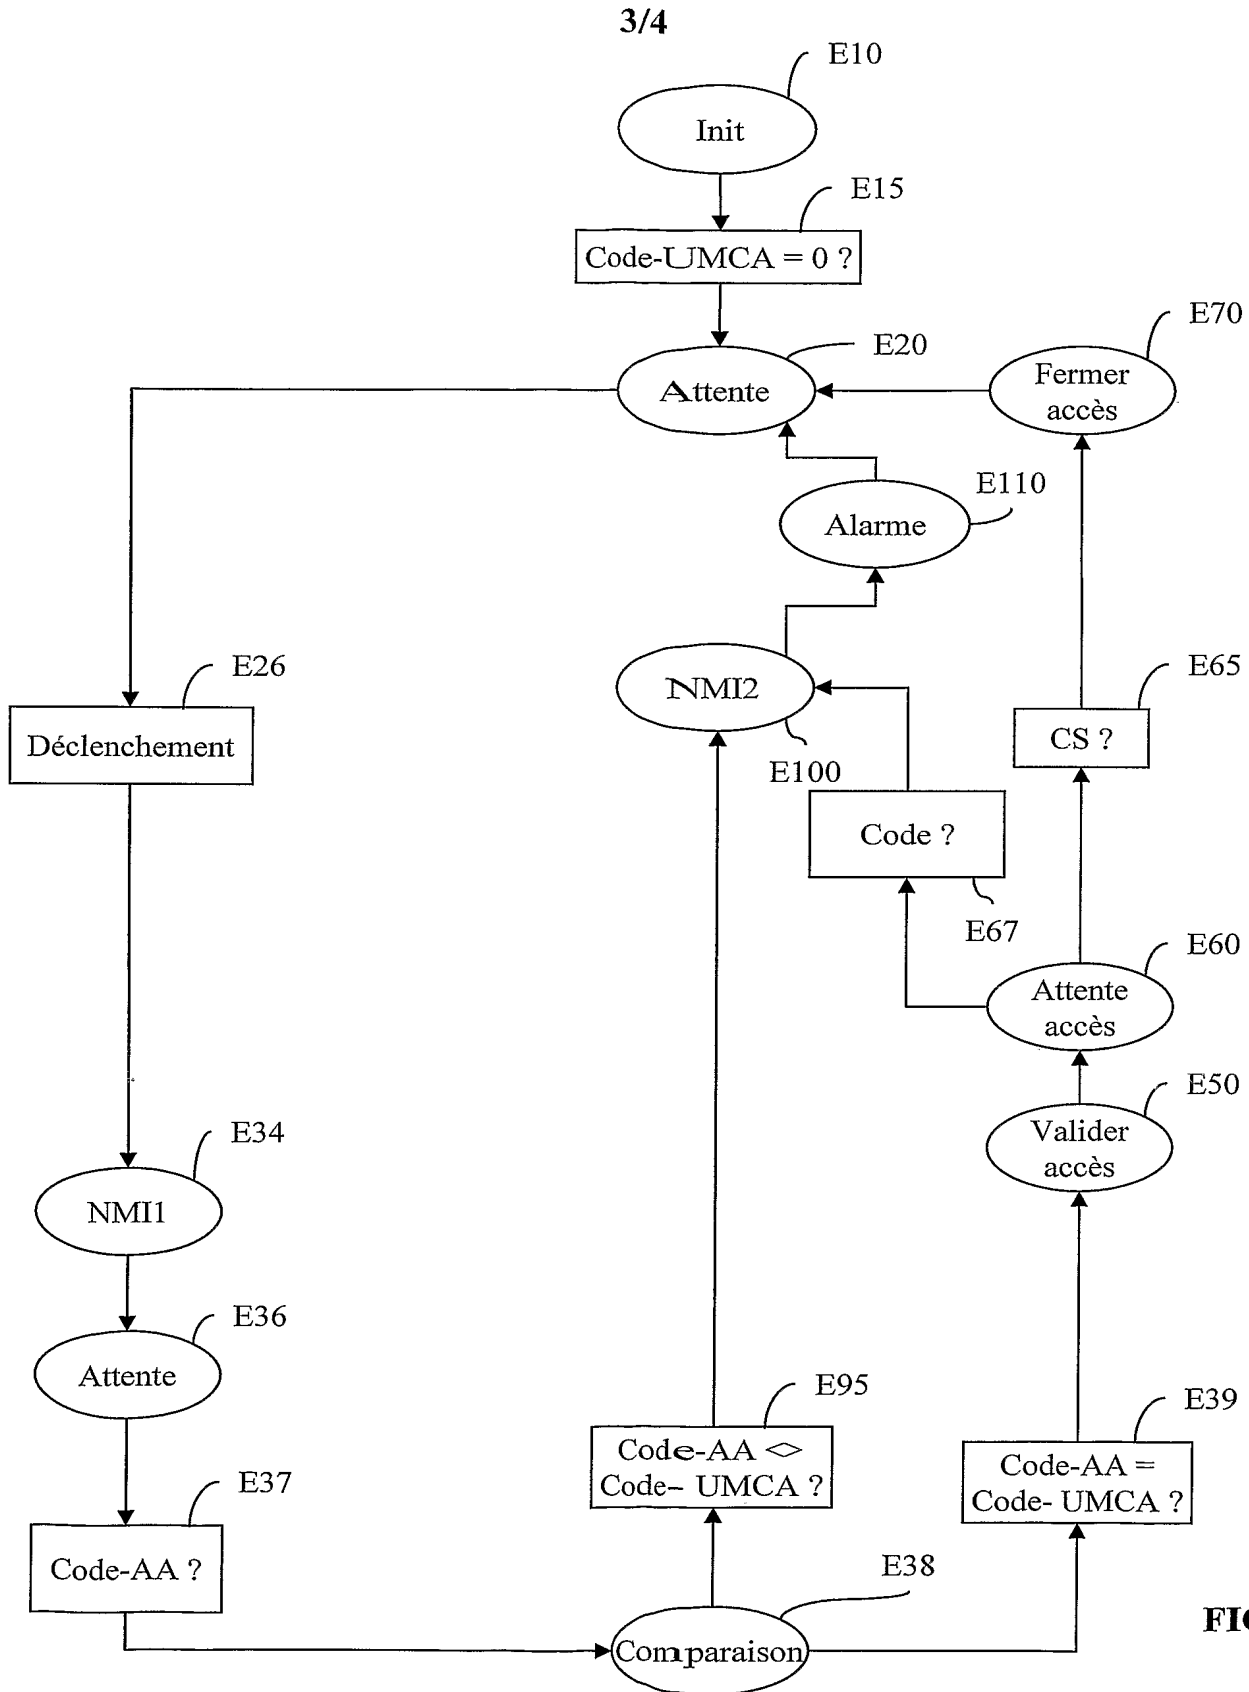 3/4
E10
Init
E15
Code-UMCA = 0 ?
E70
E20
Fermer
accès
Attente
E110
Alarme
E26
E65
NMI2
Déclenchement
CS ?
E100
Code ?
E67
E60
Attente
accès
E50
E34
Valider
accès
NMI1
E36
Attente
E95
E39
Code-AA <>
Code- UMCA ?
Code-AA =
Code- UMCA ?
E37
Code-AA ?
E38
Comparaison